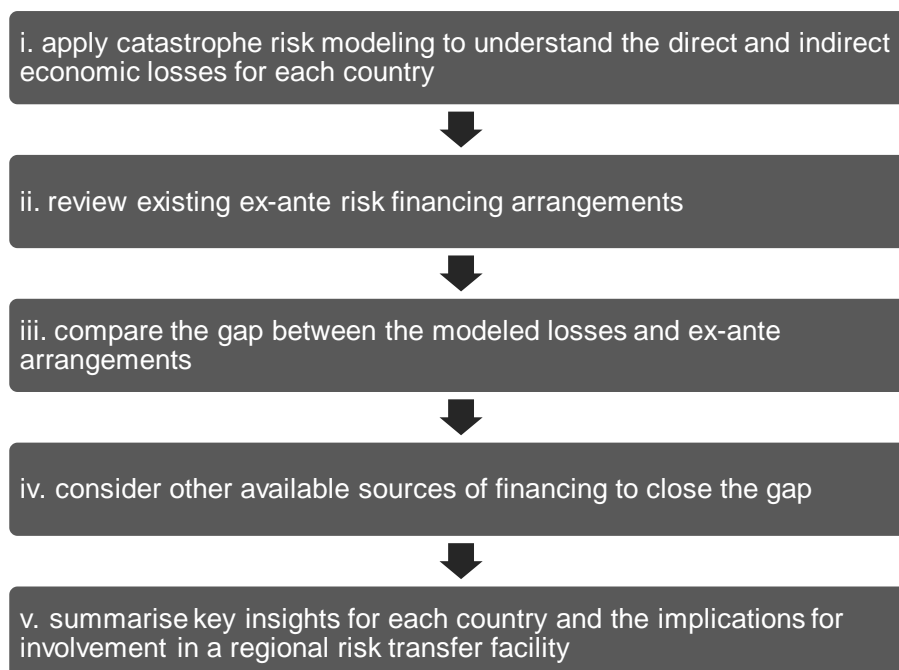 i. apply catastrophe risk modeling to understand the direct and indirect
economic losses for each country
ii. review existing ex-ante risk financing arrangements
iii. compare the gap between the modeled losses and ex-ante
arrangements
iv. consider other available sources of financing to close the gap
v. summarise key insights for each country and the implications for
involvement in a regional risk transfer facility